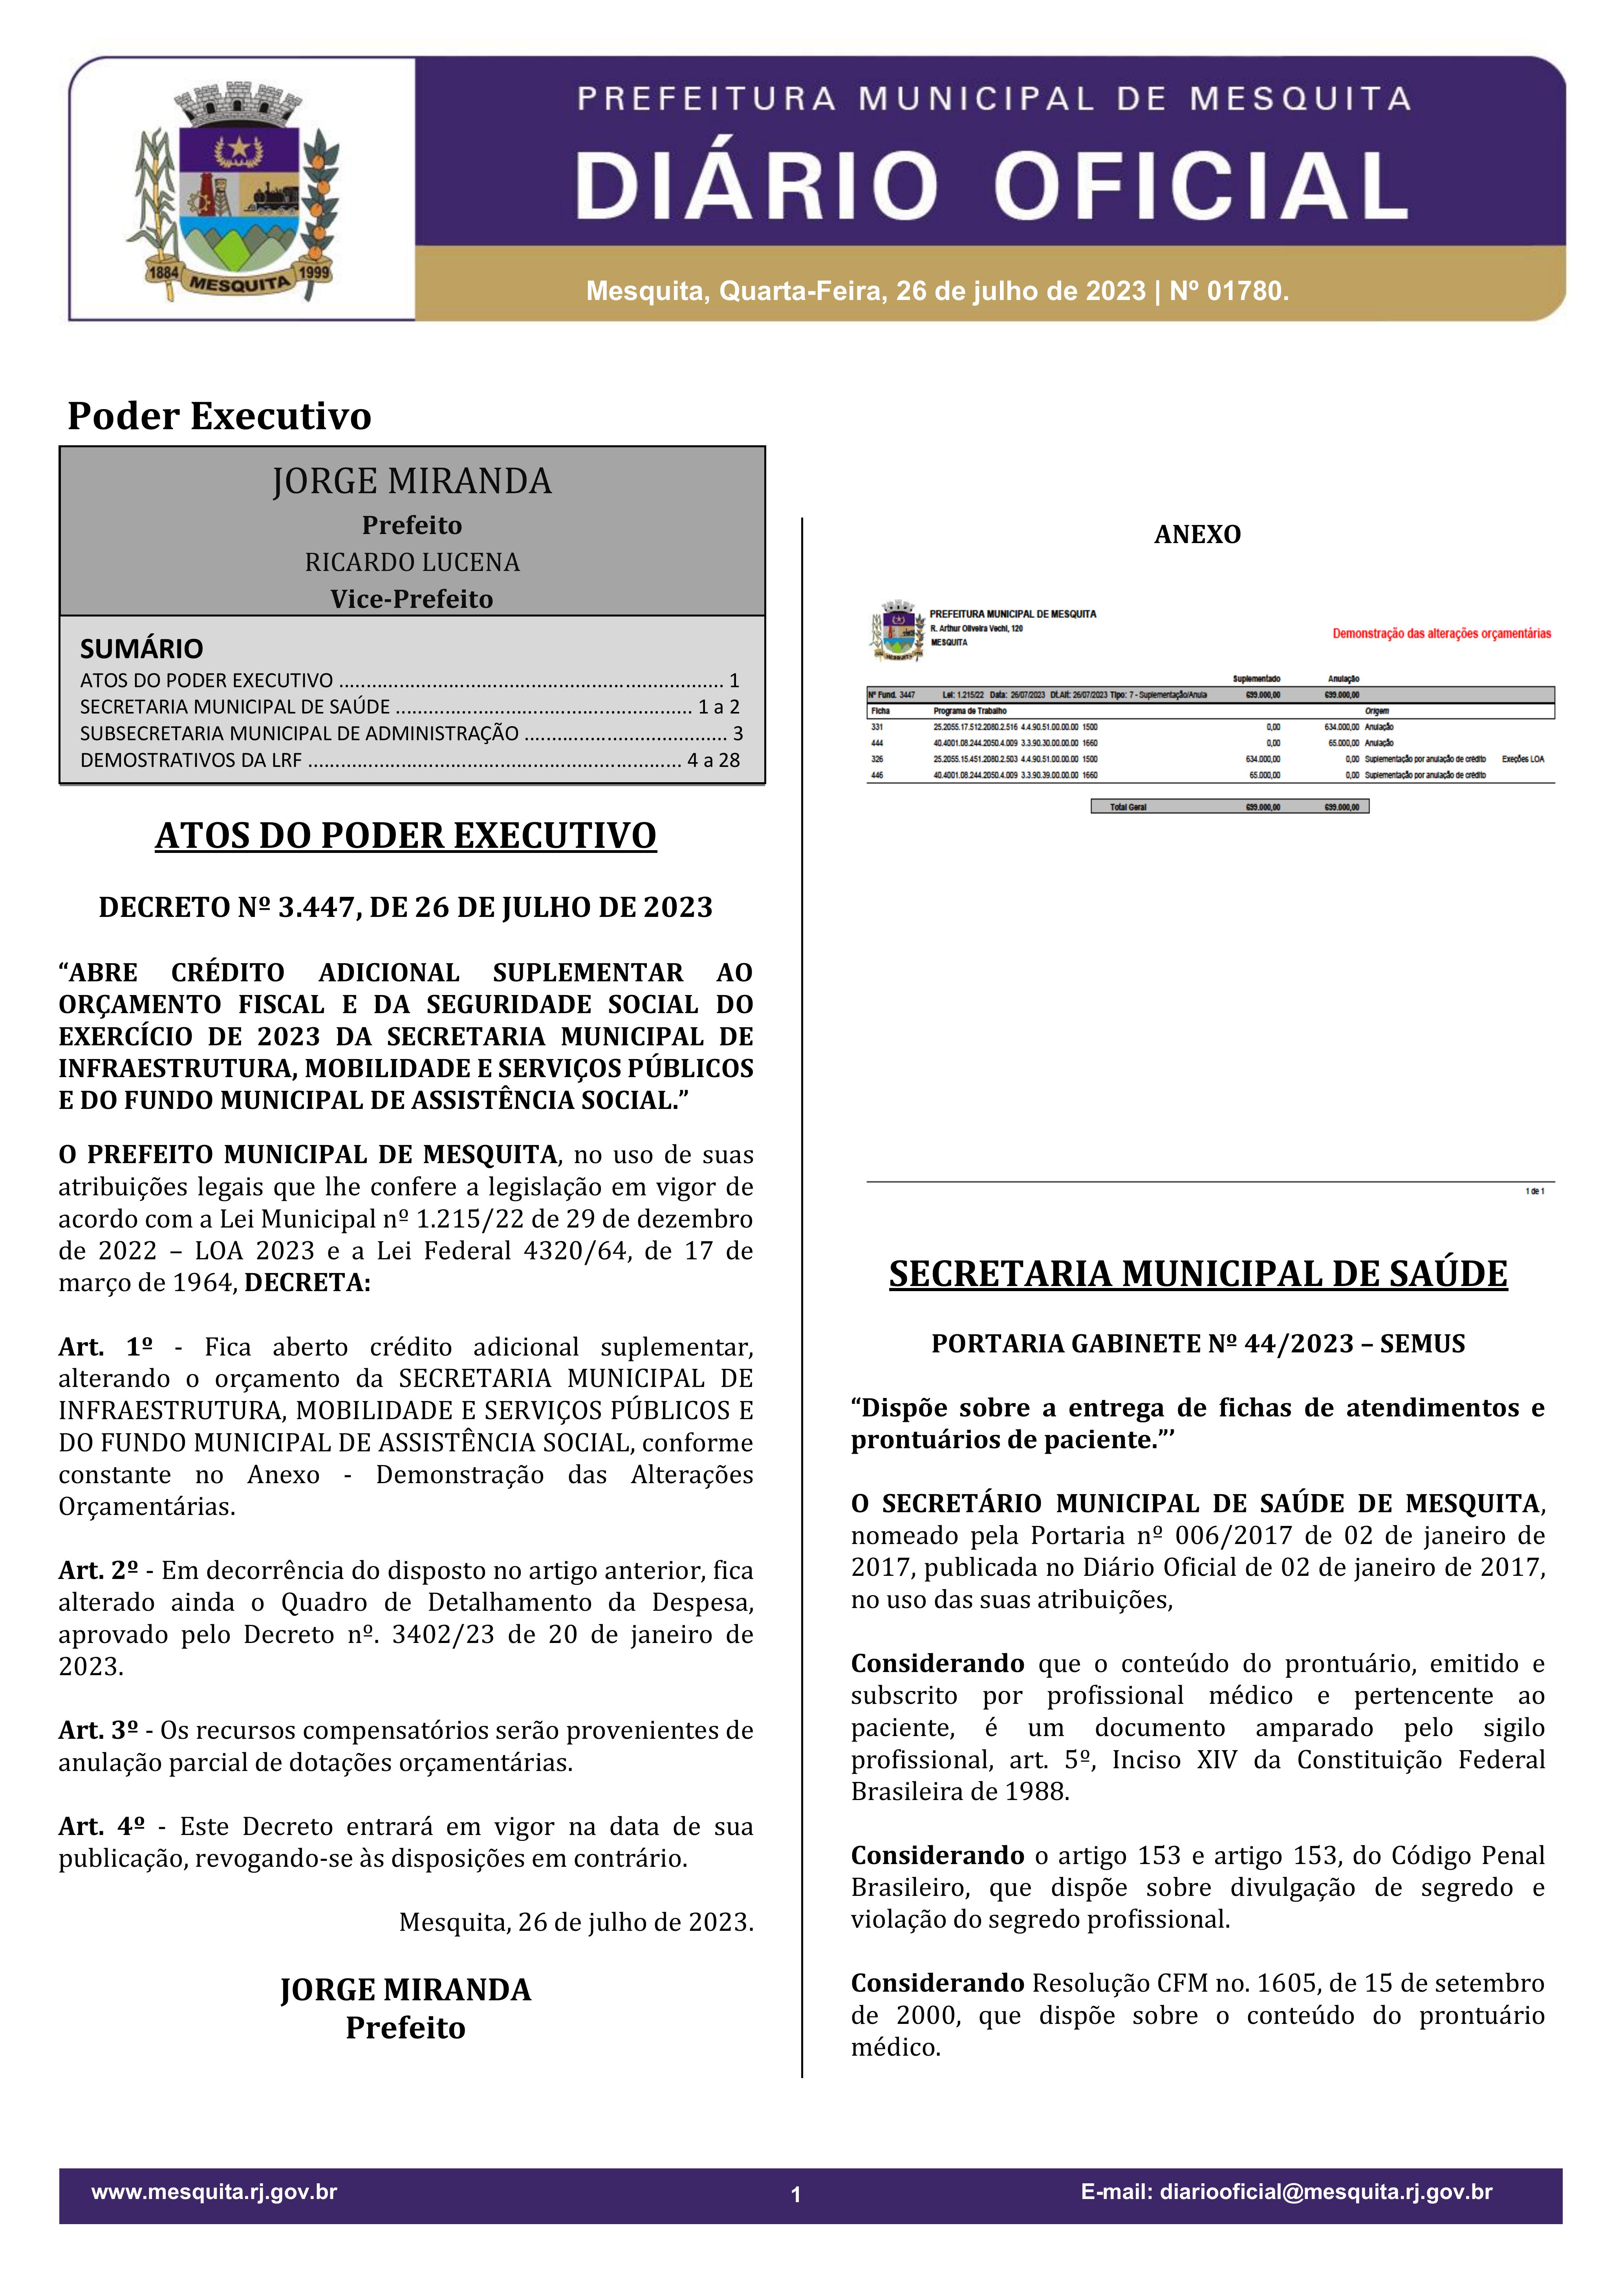 PREFEITURA MUNICIPAL DE MESQUITA
DIÁRIO OFICIAL
1884 MESQUITA 1999
Mesquita, Quarta-Feira, 26 de julho de 2023 | Nº 01780.
Poder Executivo
JORGE MIRANDA
Prefeito
RICARDO LUCENA
Vice-Prefeito
SUMÁRIO
ATOS DO PODER EXECUTIVO ........................................................................... 1
SECRETARIA MUNICIPAL DE SAÚDE ...................................................... 1 a 2
SUBSECRETARIA MUNICIPAL DE ADMINISTRAÇÃO ..................................... 3
DEMOSTRATIVOS DA LRF .................................................................... 4 a 28
ATOS DO PODER EXECUTIVO
DECRETO Nº 3.447, DE 26 DE JULHO DE 2023
“ABRE CRÉDITO ADICIONAL SUPLEMENTAR AO
ORÇAMENTO FISCAL E DA SEGURIDADE SOCIAL DO
EXERCÍCIO DE 2023 DA SECRETARIA MUNICIPAL DE
INFRAESTRUTURA, MOBILIDADE E SERVIÇOS PÚBLICOS
E DO FUNDO MUNICIPAL DE ASSISTÊNCIA SOCIAL.”
O PREFEITO MUNICIPAL DE MESQUITA, no uso de suas
atribuições legais que lhe confere a legislação em vigor de
acordo com a Lei Municipal nº 1.215/22 de 29 de dezembro
de 2022 – LOA 2023 e a Lei Federal 4320/64, de 17 de
março de 1964, DECRETA:
Art. 1º - Fica aberto crédito adicional suplementar,
alterando o orçamento da SECRETARIA MUNICIPAL DE
INFRAESTRUTURA, MOBILIDADE E SERVIÇOS PÚBLICOS E
DO FUNDO MUNICIPAL DE ASSISTÊNCIA SOCIAL, conforme
constante no Anexo - Demonstração das Alterações
Orçamentárias.
Art. 2º - Em decorrência do disposto no artigo anterior, fica
alterado ainda o Quadro de Detalhamento da Despesa,
aprovado pelo Decreto nº. 3402/23 de 20 de janeiro de
2023.
Art. 3º - Os recursos compensatórios serão provenientes de
anulação parcial de dotações orçamentárias.
Art. 4º - Este Decreto entrará em vigor na data de sua
publicação, revogando-se às disposições em contrário.
Mesquita, 26 de julho de 2023.
JORGE MIRANDA
Prefeito
ANEXO
PREFEITURA MUNICIPAL DE MESQUITA
R. Arthur Oliveira Vechi, 120
MESQUITA
Demonstração das alterações orçamentárias
Suplementado Anulação
Nº Fund. 3447 Lei: 1.215/22 Data: 26/07/2023 Dt.Alt: 26/07/2023 Tipo: 7 - Suplementação/Anula 699.000,00 699.000,00
Ficha Programa de Trabalho Origem
331 25.2055.17.512.2080.2.516 4.4.90.51.00.00.00 1500 0,00 634.000,00 Anulação
444 40.4001.08.244.2050.4.009 3.3.90.30.00.00.00 1660 0,00 65.000,00 Anulação
326 25.2055.15.451.2080.2.503 4.4.90.51.00.00.00 1500 634.000,00 0,00 Suplementação por anulação de crédito Exeções LOA
446 40.4001.08.244.2050.4.009 3.3.90.39.00.00.00 1660 65.000,00 0,00 Suplementação por anulação de crédito
Total Geral 699.000,00 699.000,00
1 de 1
SECRETARIA MUNICIPAL DE SAÚDE
PORTARIA GABINETE Nº 44/2023 – SEMUS
“Dispõe sobre a entrega de fichas de atendimentos e
prontuários de paciente.”’
O SECRETÁRIO MUNICIPAL DE SAÚDE DE MESQUITA,
nomeado pela Portaria nº 006/2017 de 02 de janeiro de
2017, publicada no Diário Oficial de 02 de janeiro de 2017,
no uso das suas atribuições,
Considerando que o conteúdo do prontuário, emitido e
subscrito por profissional médico e pertencente ao
paciente, é um documento amparado pelo sigilo
profissional, art. 5º, Inciso XIV da Constituição Federal
Brasileira de 1988.
Considerando o artigo 153 e artigo 153, do Código Penal
Brasileiro, que dispõe sobre divulgação de segredo e
violação do segredo profissional.
Considerando Resolução CFM no. 1605, de 15 de setembro
de 2000, que dispõe sobre o conteúdo do prontuário
médico.
www.mesquita.rj.gov.br
1
E-mail: diariooficial@mesquita.rj.gov.br